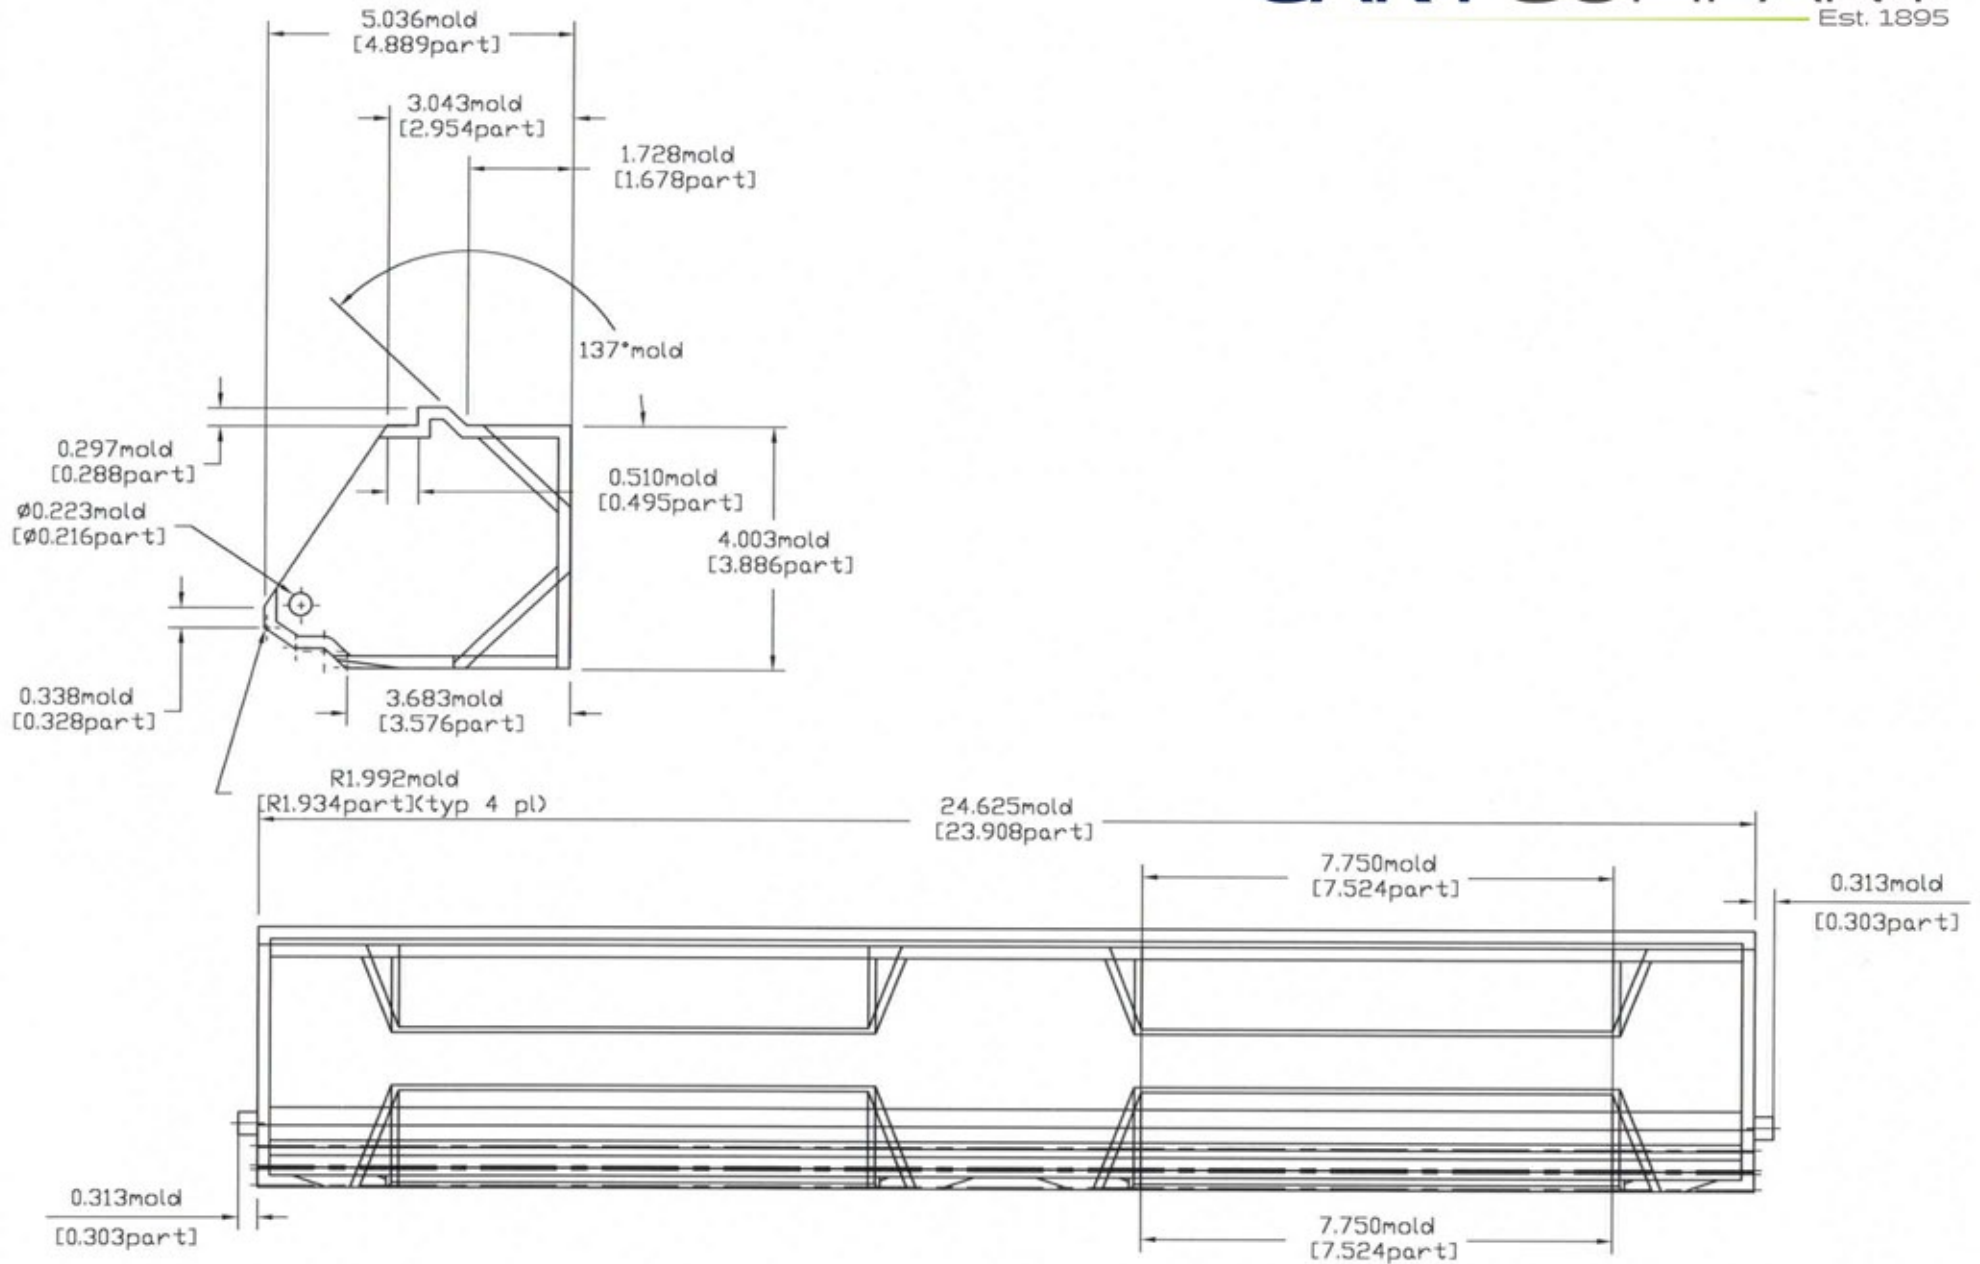 Est. 1895
5.036mold
[4.889part]
3.043mold
[2.954part]
1.728mold
[1.678part]
137°mold
0.297mold
[0.288part]
0.510mold
[0.495part]
Ø0.223mold
[Ø0.216part]
4.003mold
[3.886part]
0.338mold
[0.328part]
3.683mold
[3.576part]
R1.992mold
[R1.934part](typ 4 pl)
24.625mold
[23.908part]
7.750mold
[7.524part]
0.313mold
[0.303part]
0.313mold
[0.303part]
7.750mold
[7.524part]